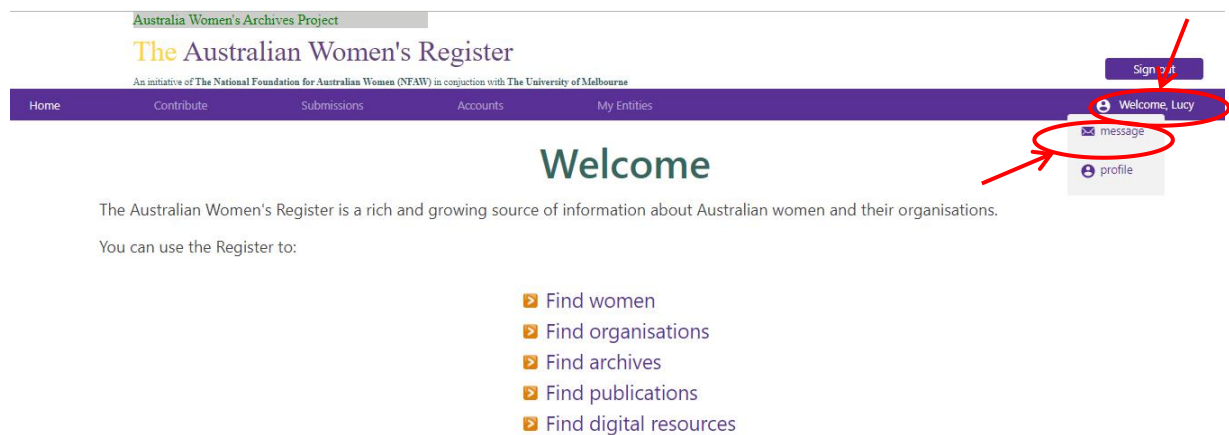 Australia Women's Archives Project
The Australian Women's Register
An initiative of The National Foundation for Australian Women (NFAW) in conjuction with The University of Melbourne
Sign out
Home Contribute Submissions Accounts My Entities Welcome, Lucy
message
profile
Welcome
The Australian Women's Register is a rich and growing source of information about Australian women and their organisations.
You can use the Register to:
Find women
Find organisations
Find archives
Find publications
Find digital resources